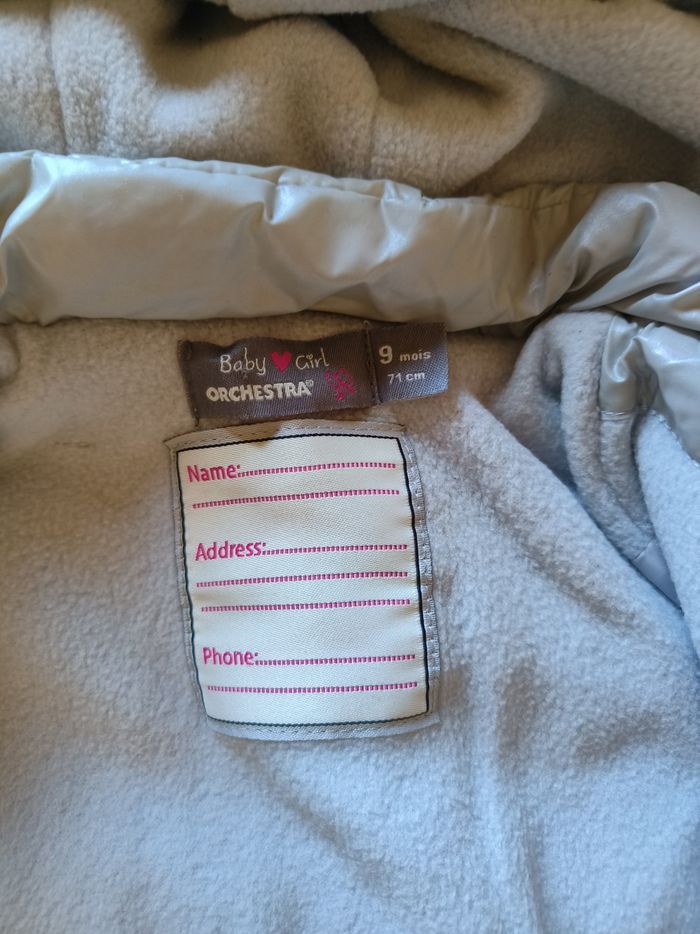 Baby Girl
ORCHESTRA®
9 mois
71 cm
Name:
Address:
Phone: